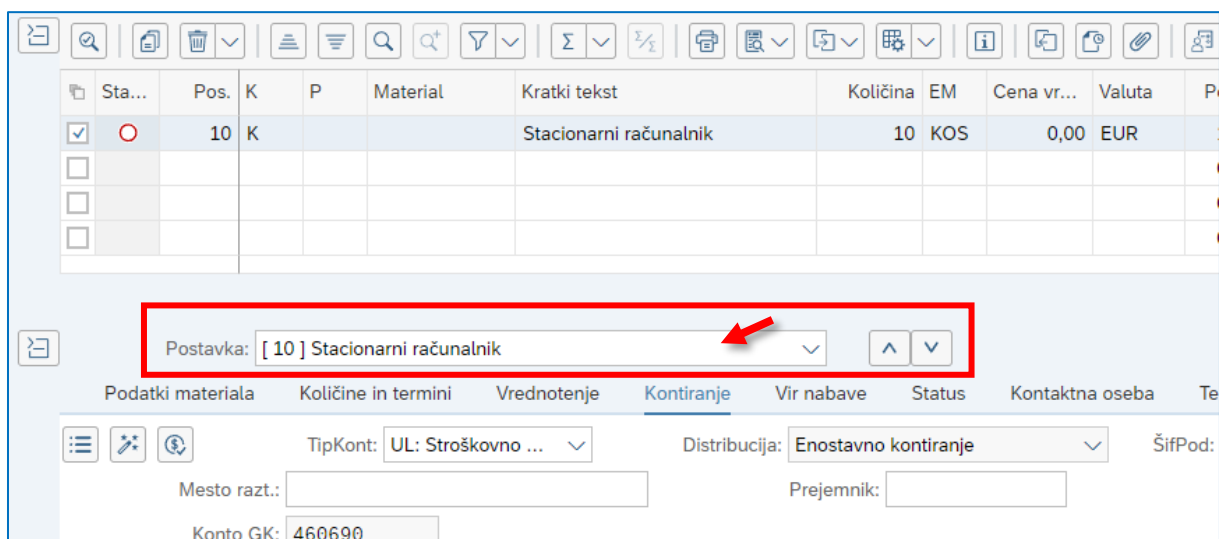 Sta... Pos. K P Material Kratki tekst Količina EM Cena vr... Valuta
10 K Stacionarni računalnik 10 KOS 0,00 EUR
Postavka: [ 10 ] Stacionarni računalnik
Podatki materiala Količine in termini Vrednotenje Kontiranje Vir nabave Status Kontaktna oseba Te
TipKont: UL: Stroškovno ... Distribucija: Enostavno kontiranje ŠifPod:
Mesto razt.: Prejemnik:
Konto GK: 460690